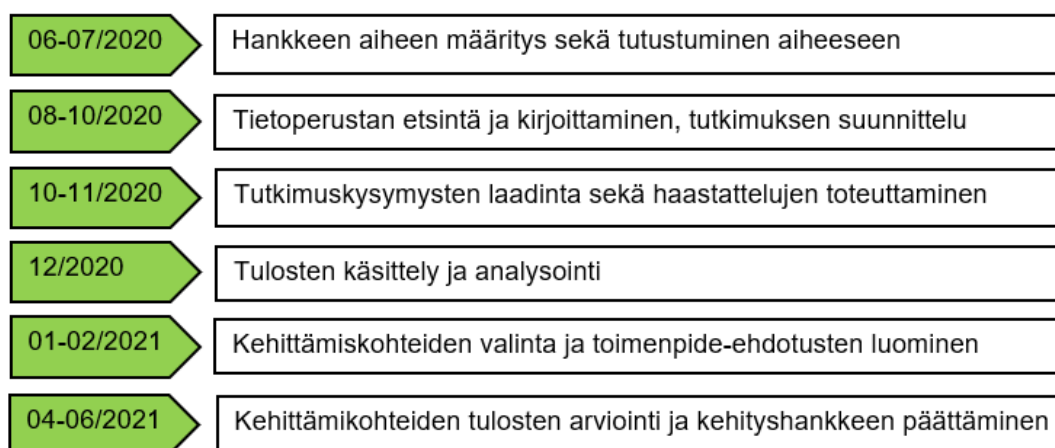 06-07/2020 Hankkeen aiheen määritys sekä tutustuminen aiheeseen
08-10/2020 Tietoperustan etsintä ja kirjoittaminen, tutkimuksen suunnittelu
10-11/2020 Tutkimuskysymysten laadinta sekä haastattelujen toteuttaminen
12/2020 Tulosten käsittely ja analysointi
01-02/2021 Kehittämiskohteiden valinta ja toimenpide-ehdotusten luominen
04-06/2021 Kehittämikohteiden tulosten arviointi ja kehityshankkeen päättäminen